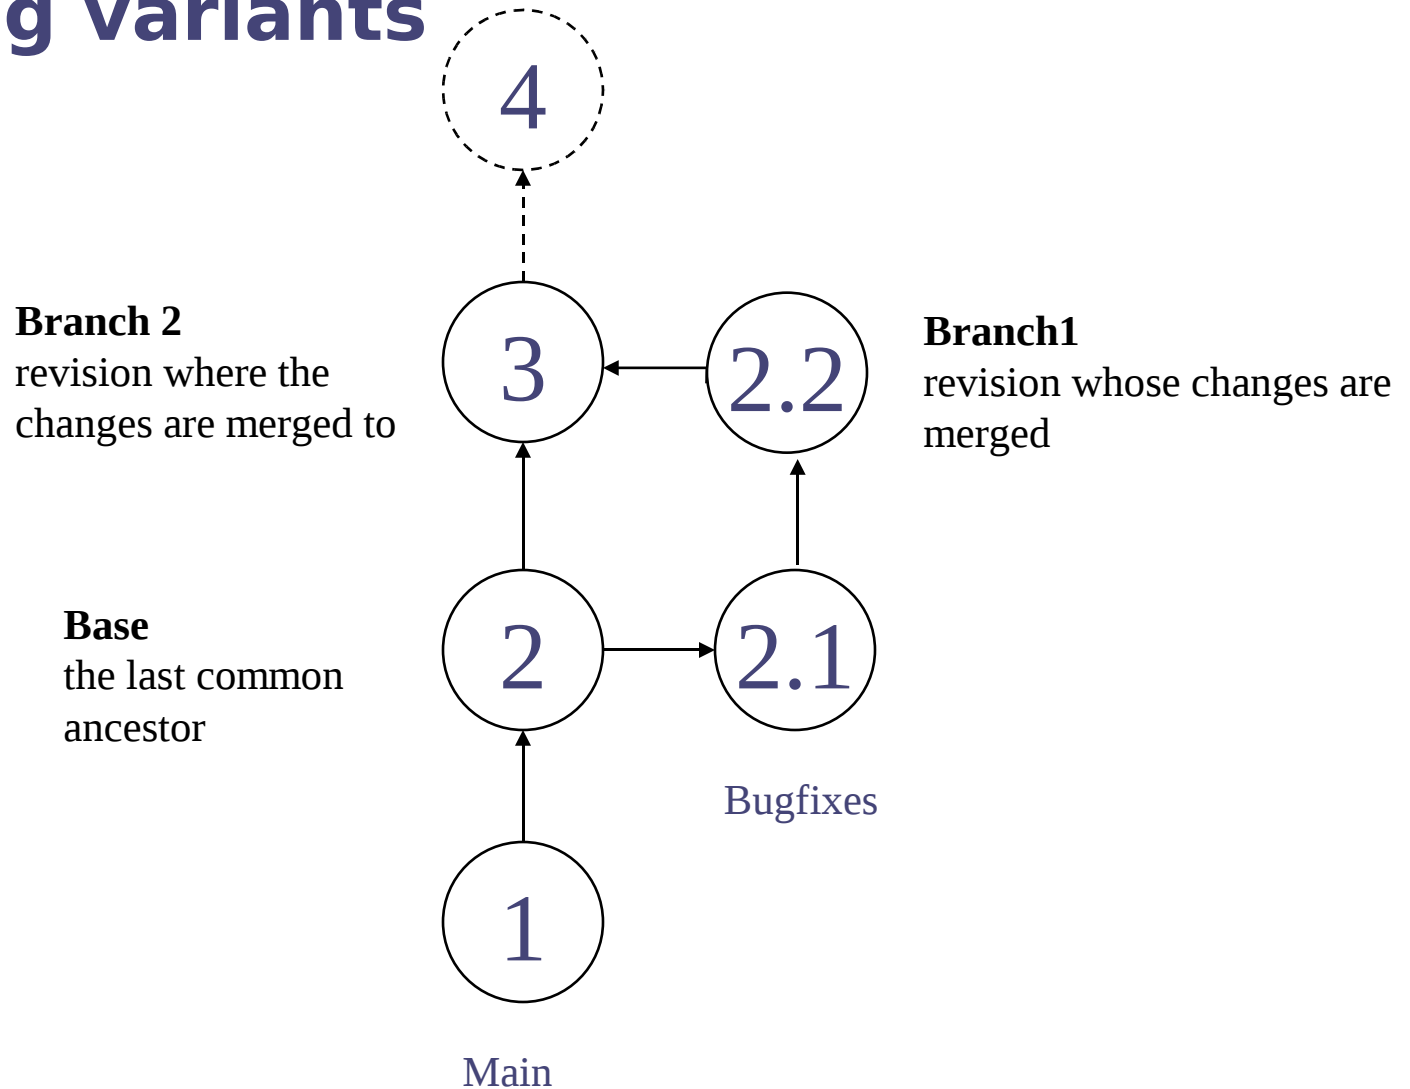 g variants
4
Branch 2
revision where the
changes are merged to
3
2.2
Branch1
revision whose changes are
merged
Base
the last common
ancestor
2
2.1
Bugfixes
1
Main